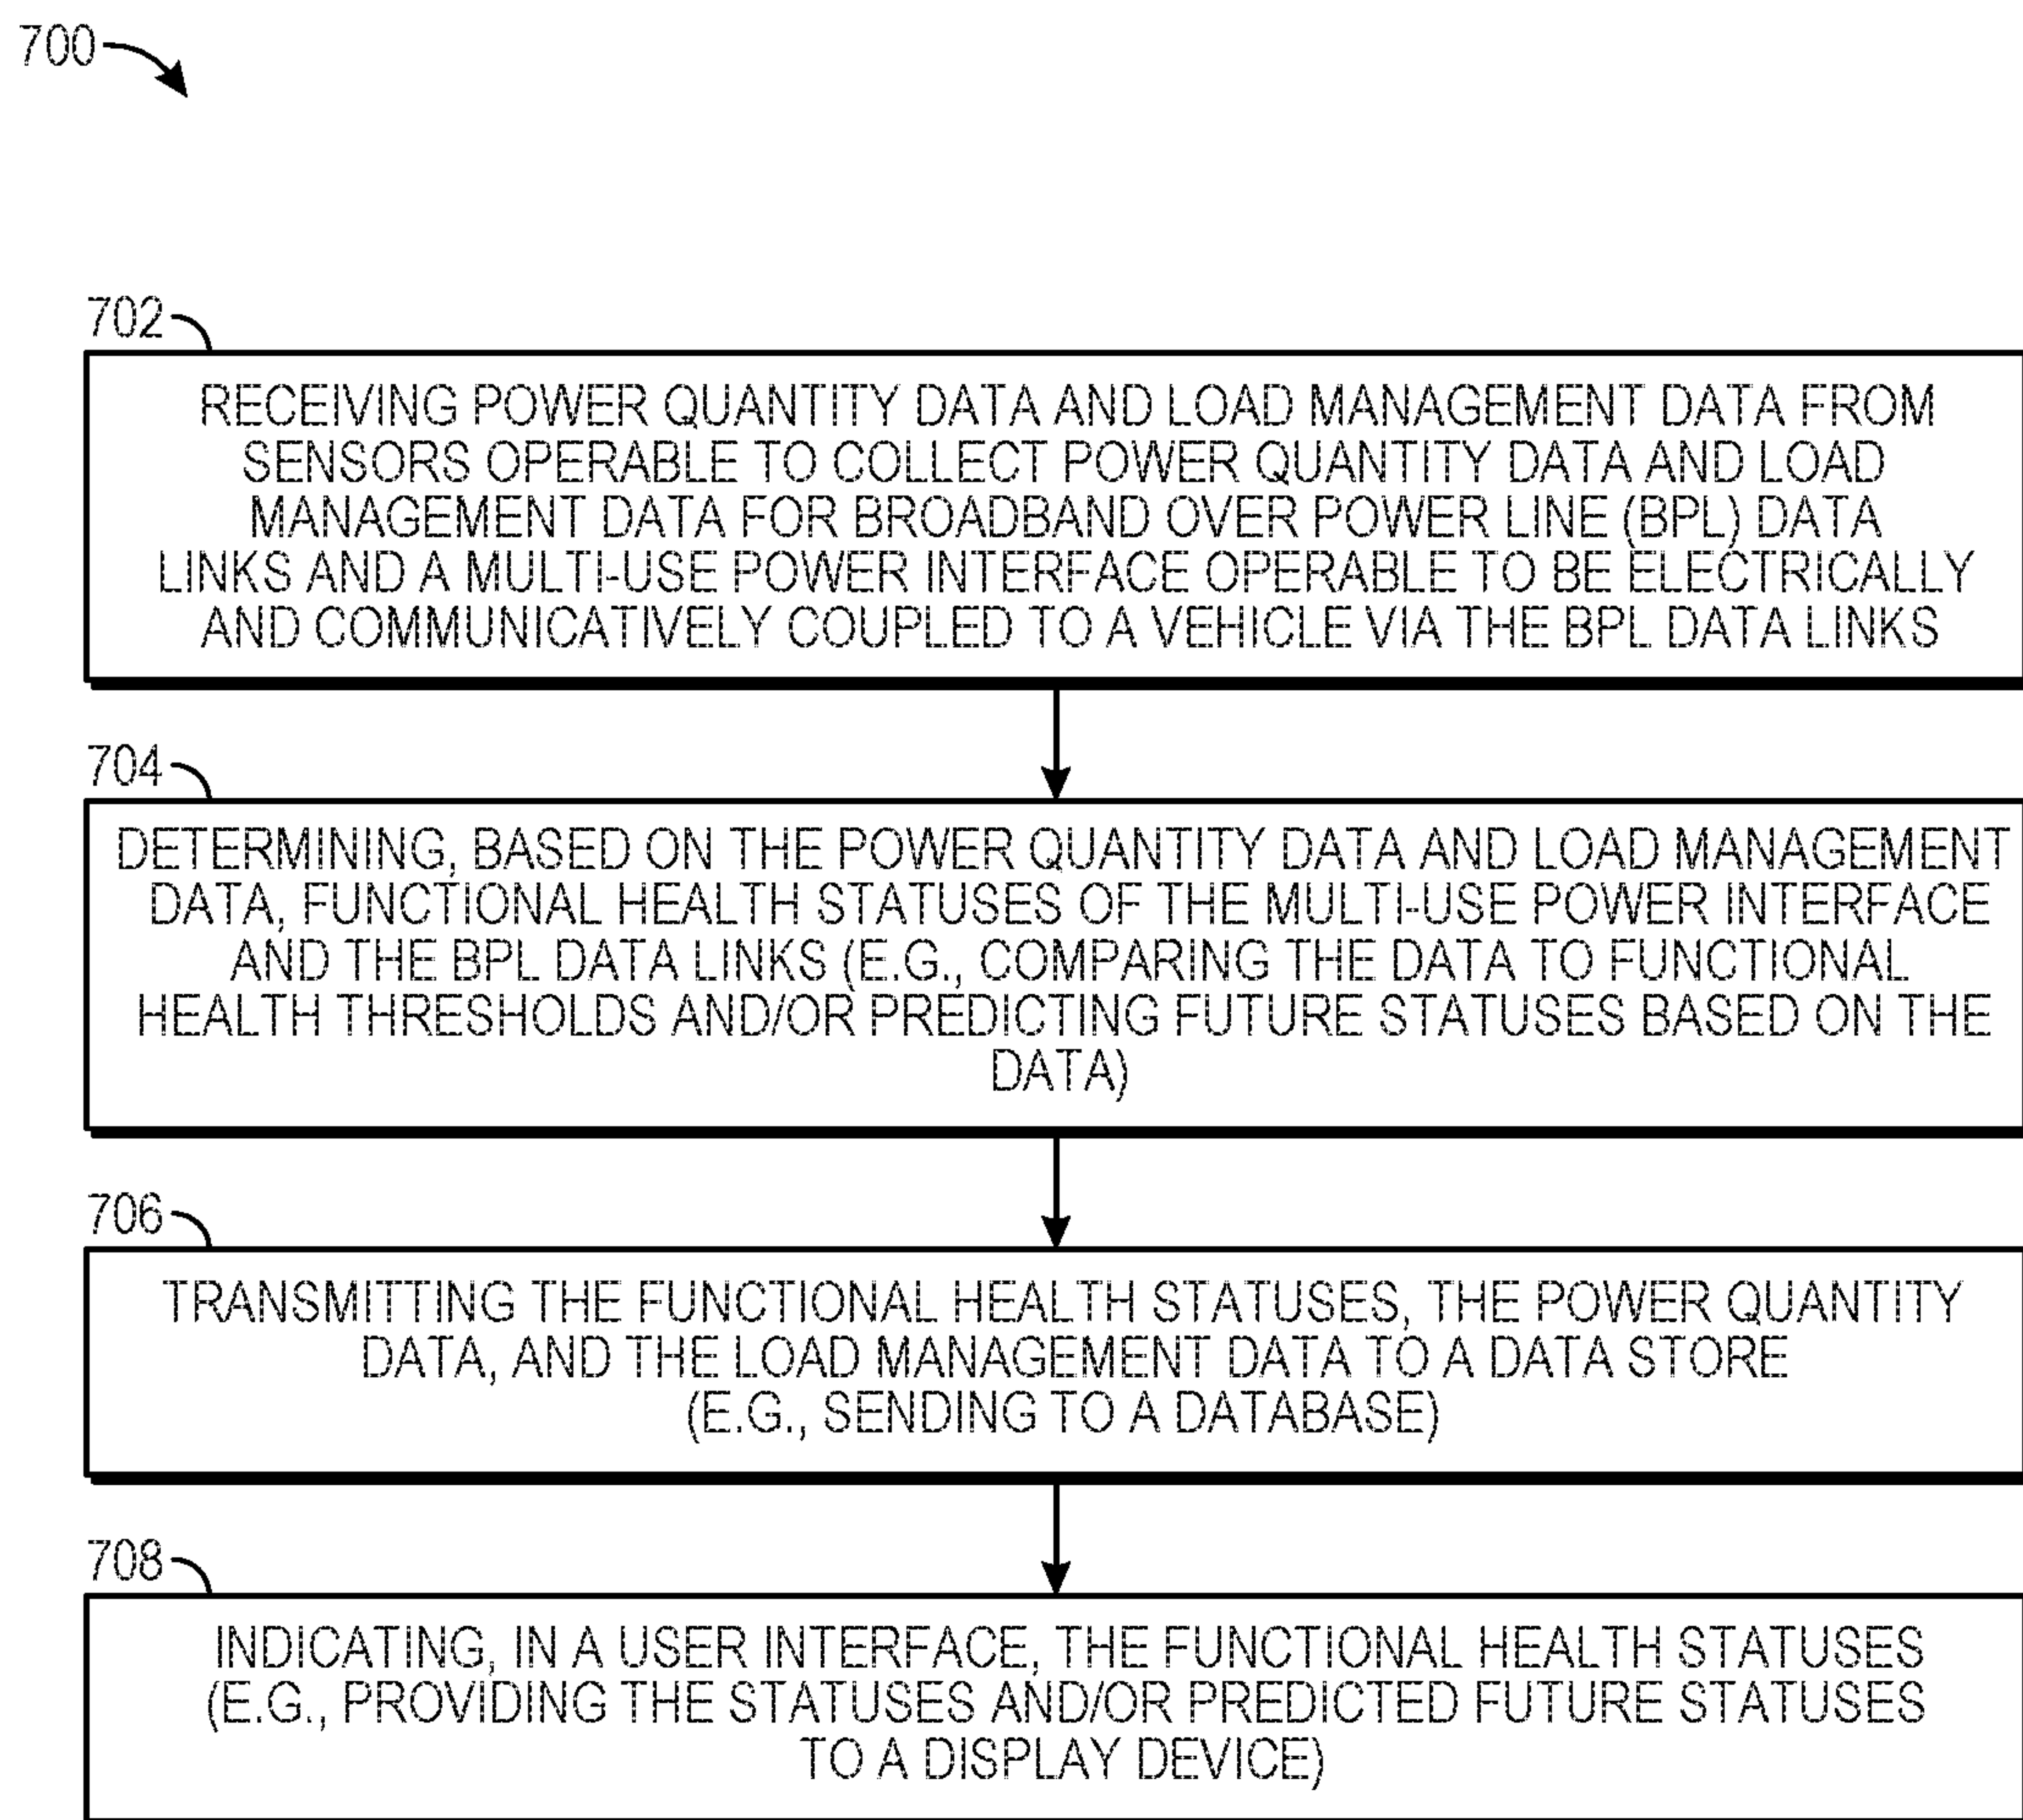 700
702
RECEIVING POWER QUANTITY DATA AND LOAD MANAGEMENT DATA FROM
SENSORS OPERABLE TO COLLECT POWER QUANTITY DATA AND LOAD
MANAGEMENT DATA FOR BROADBAND OVER POWER LINE (BPL) DATA
LINKS AND A MULTI-USE POWER INTERFACE OPERABLE TO BE ELECTRICALLY
AND COMMUNICATIVELY COUPLED TO A VEHICLE VIA THE BPL DATA LINKS
704
DETERMINING, BASED ON THE POWER QUANTITY DATA AND LOAD MANAGEMENT
DATA, FUNCTIONAL HEALTH STATUSES OF THE MULTI-USE POWER INTERFACE
AND THE BPL DATA LINKS (E.G., COMPARING THE DATA TO FUNCTIONAL
HEALTH THRESHOLDS AND/OR PREDICTING FUTURE STATUSES BASED ON THE
DATA)
706
TRANSMITTING THE FUNCTIONAL HEALTH STATUSES, THE POWER QUANTITY
DATA, AND THE LOAD MANAGEMENT DATA TO A DATA STORE
(E.G., SENDING TO A DATABASE)
708
INDICATING, IN A USER INTERFACE, THE FUNCTIONAL HEALTH STATUSES
(E.G., PROVIDING THE STATUSES AND/OR PREDICTED FUTURE STATUSES
TO A DISPLAY DEVICE)